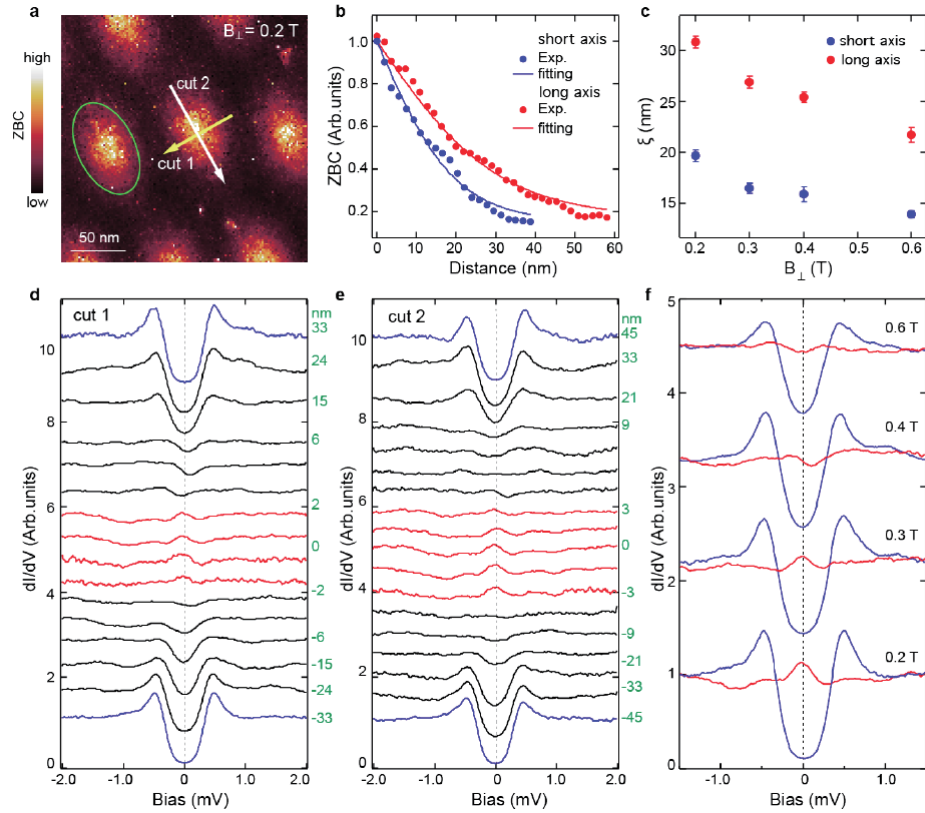 a
B⊥= 0.2 T
high
ZBC
low
cut 2
cut 1
50 nm
b
1.0
0.8
0.6
0.4
0.2
ZBC (Arb.units)
short axis
Exp.
fitting
long axis
Exp.
fitting
0 10 20 30 40 50 60
Distance (nm)
c
30
25
20
15
ξ (nm)
short axis
long axis
0.2 0.3 0.4 0.5 0.6
B⊥ (T)
d
cut 1
10
8
6
4
2
0
dI/dV (Arb.units)
nm
33
24
15
6
2
0
-2
-6
-15
-24
-33
-2.0 -1.0 0 1.0 2.0
Bias (mV)
e
cut 2
10
8
6
4
2
0
dI/dV (Arb.units)
nm
45
33
21
9
3
0
-3
-9
-21
-33
-45
-2.0 -1.0 0 1.0 2.0
Bias (mV)
f
5
4
3
2
1
0
dI/dV (Arb.units)
0.6 T
0.4 T
0.3 T
0.2 T
-1.0 0 1.0
Bias (mV)